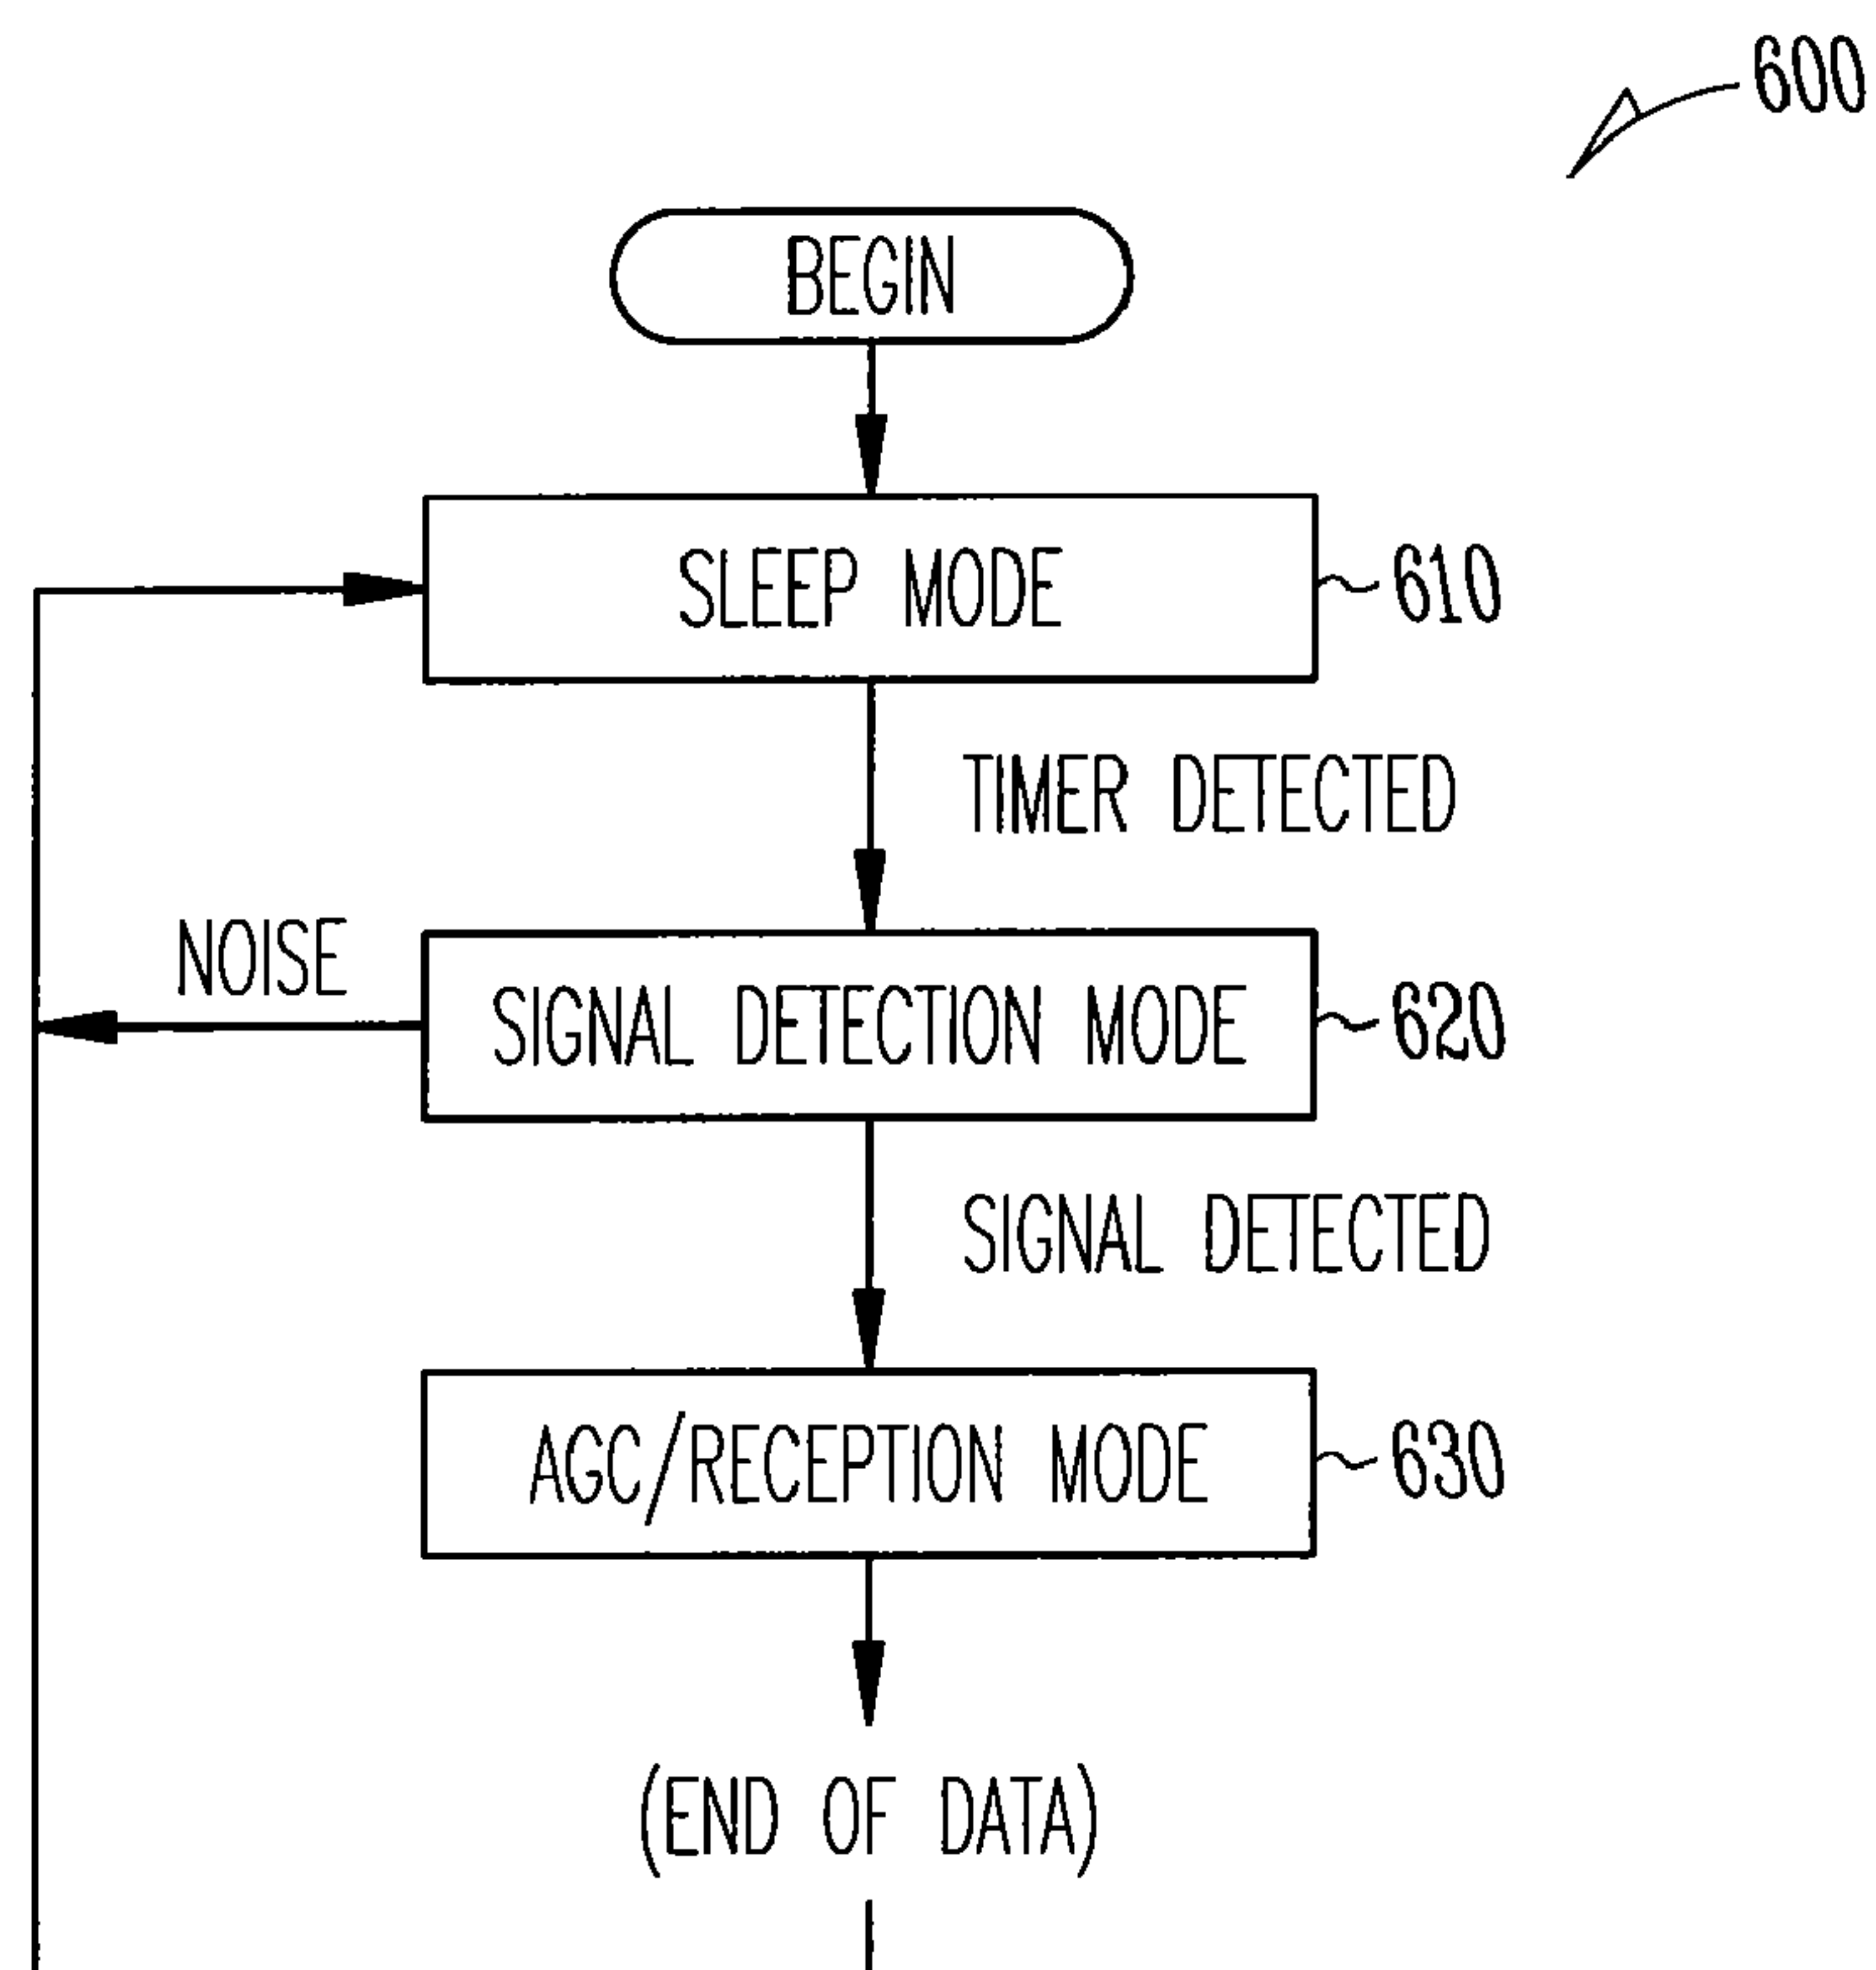 600
BEGIN
SLEEP MODE
610
TIMER DETECTED
NOISE
SIGNAL DETECTION MODE
620
SIGNAL DETECTED
AGC/RECEPTION MODE
630
(END OF DATA)